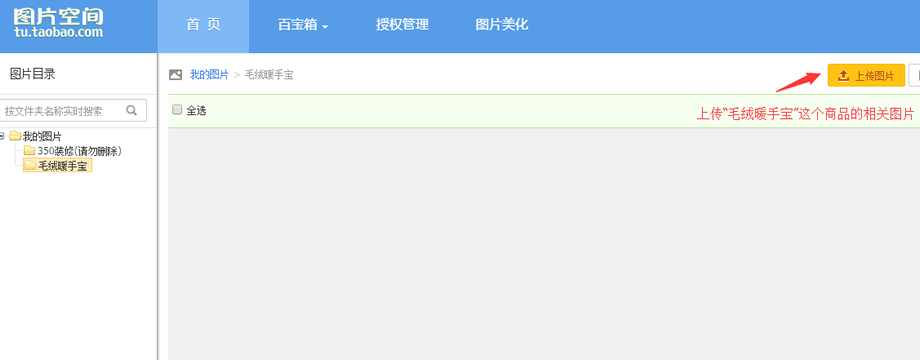 图片空间
tu.taobao.com
首 页
百宝箱
授权管理
图片美化
图片目录
按文件夹名称实时搜索
我的图片
350装修(请勿删除)
毛绒暖手宝
我的图片 > 毛绒暖手宝
上传图片
全选
上传“毛绒暖手宝”这个商品的相关图片